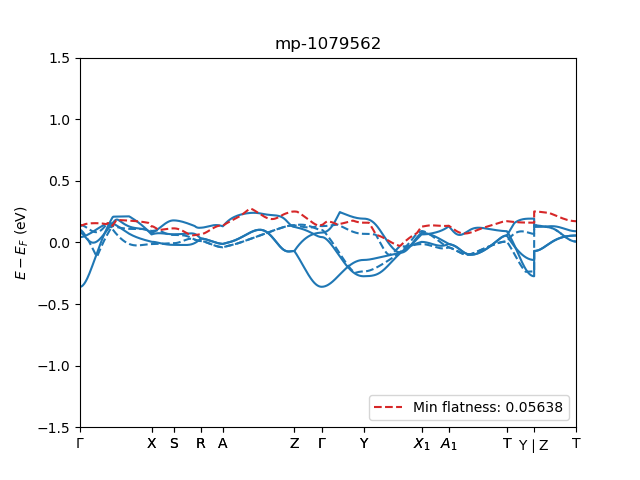 mp-1079562
E − E_F (eV)
1.5
1.0
0.5
0.0
−0.5
−1.0
−1.5
Min flatness: 0.05638
Γ X S R A Z Γ Y X₁ A₁ T Y | Z T